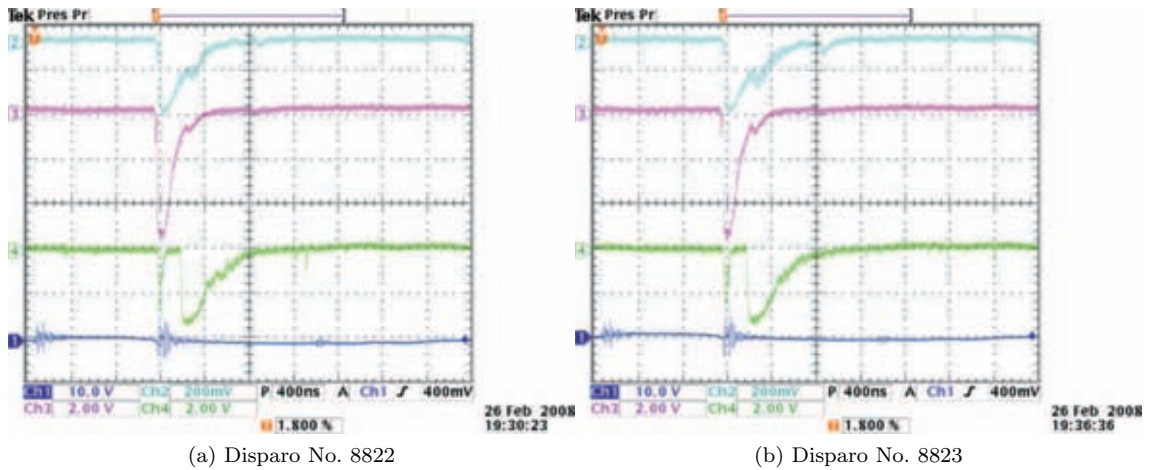 Tek Pres Pr
2
3
4
1
Ch1 10.0 V Ch2 200mV P 400ns A Ch1 ∫ 400mV
Ch3 2.00 V Ch4 2.00 V
1.800 %
26 Feb 2008
19:30:23
(a) Disparo No. 8822
Tek Pres Pr
2
3
4
1
Ch1 10.0 V Ch2 200mV P 400ns A Ch1 ∫ 400mV
Ch3 2.00 V Ch4 2.00 V
1.800 %
26 Feb 2008
19:36:36
(b) Disparo No. 8823